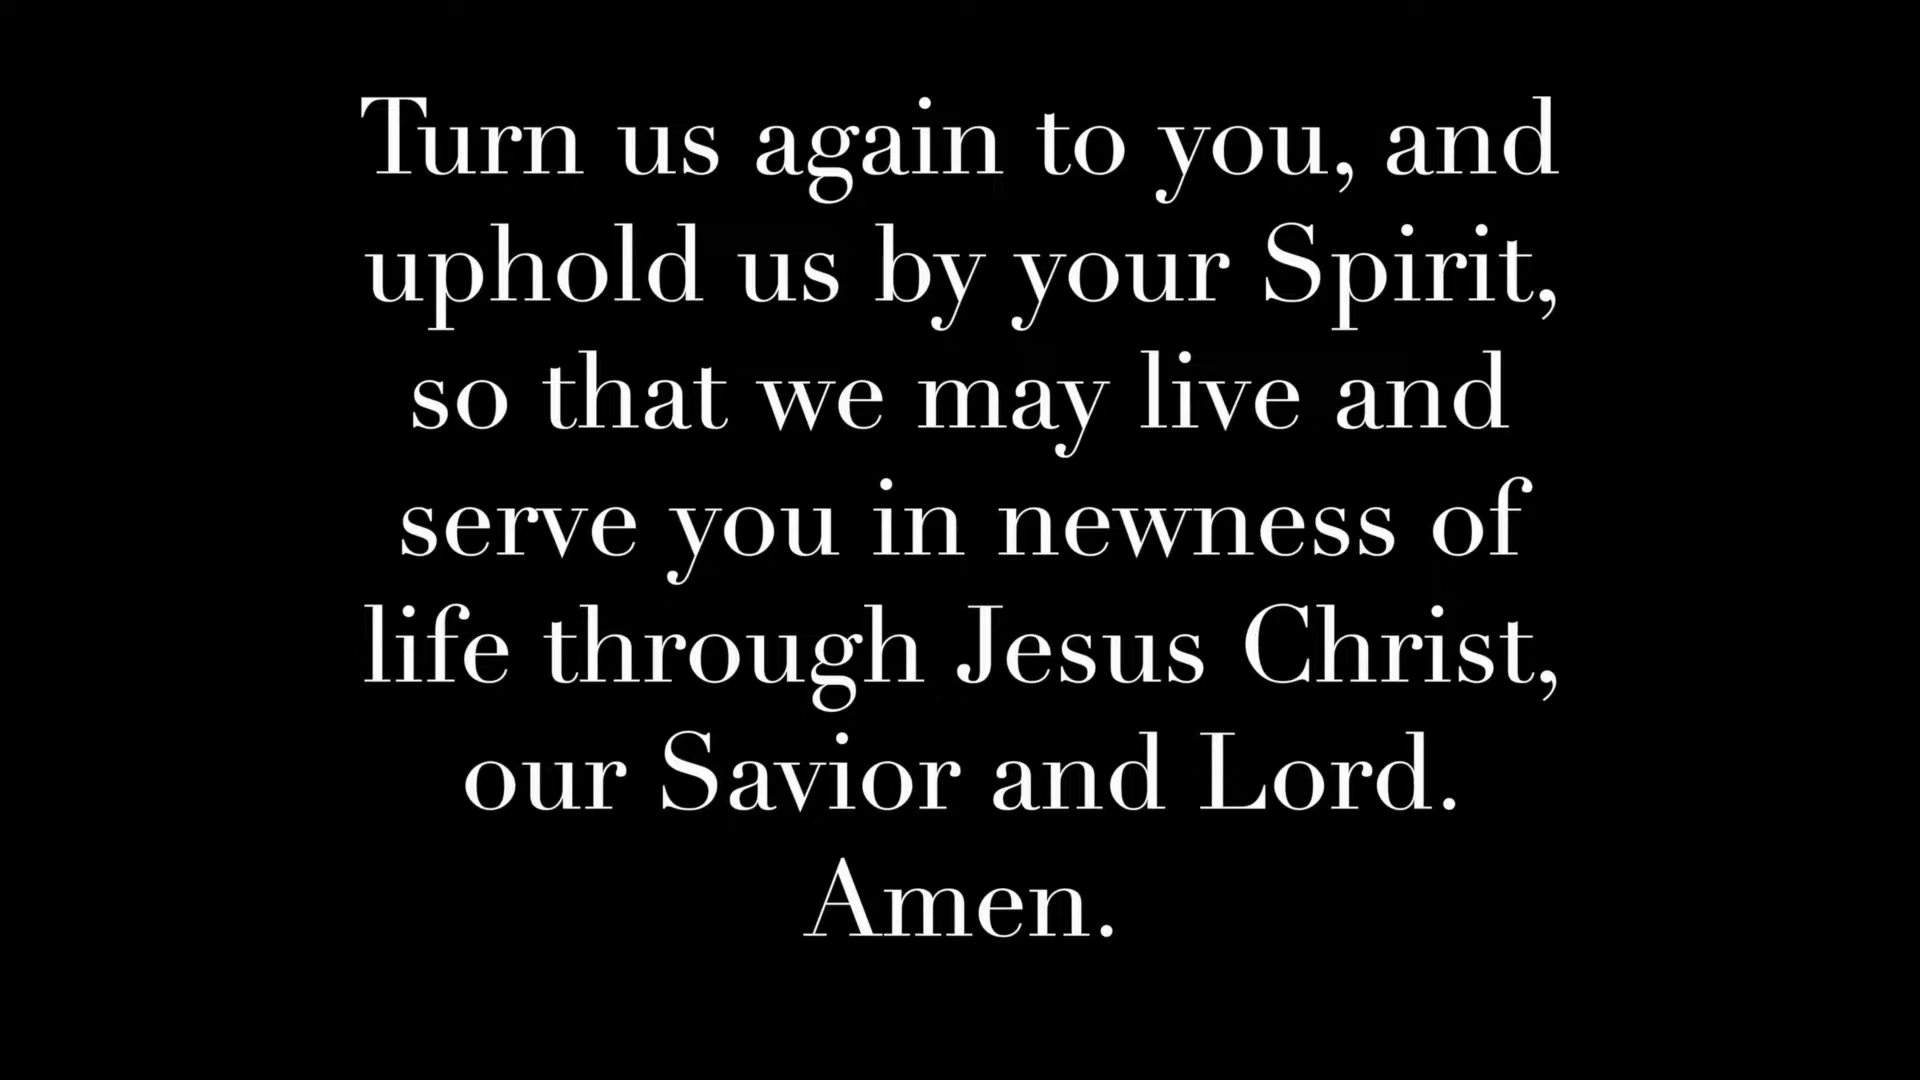 Turn us again to you, and
uphold us by your Spirit,
so that we may live and
serve you in newness of
life through Jesus Christ,
our Savior and Lord.
Amen.